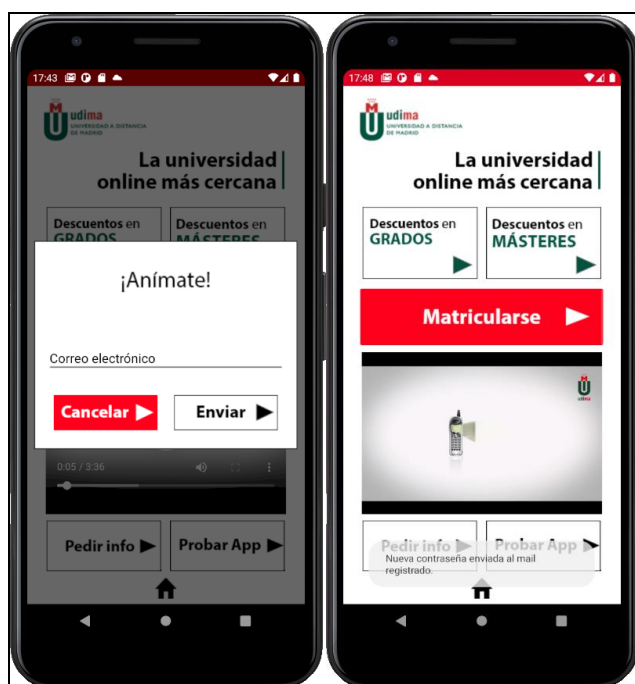 17:43
udima
UNIVERSIDAD A DISTANCIA
DE MADRID
La universidad
online más cercana
Descuentos en
GRADOS
Descuentos en
MÁSTERES
¡Anímate!
Correo electrónico
Cancelar
Enviar
0:05 / 3:36
Pedir info
Probar App
17:48
udima
UNIVERSIDAD A DISTANCIA
DE MADRID
La universidad
online más cercana
Descuentos en
GRADOS
Descuentos en
MÁSTERES
Matricularse
udima
Pedir info
Probar App
Nueva contraseña enviada al mail
registrado.